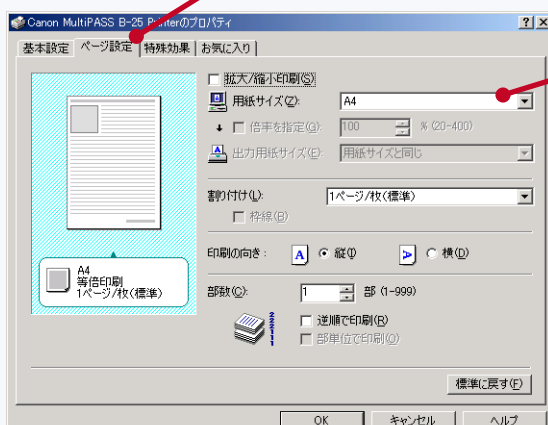 Canon MultiPASS B-25 Printerのプロパティ
基本設定 ページ設定 特殊効果 お気に入り
拡大/縮小印刷(S)
用紙サイズ(Z): A4
倍率を指定(G): 100 % (20-400)
出力用紙サイズ(E): 用紙サイズと同じ
割り付け(L): 1ページ/枚(標準)
枠線(B)
印刷の向き: A 縦(I) A 横(D)
A4
等倍印刷
1ページ/枚(標準)
部数(C): 1 部 (1-999)
逆順で印刷(R)
部単位で印刷(O)
標準に戻す(F)
OK キャンセル ヘルプ